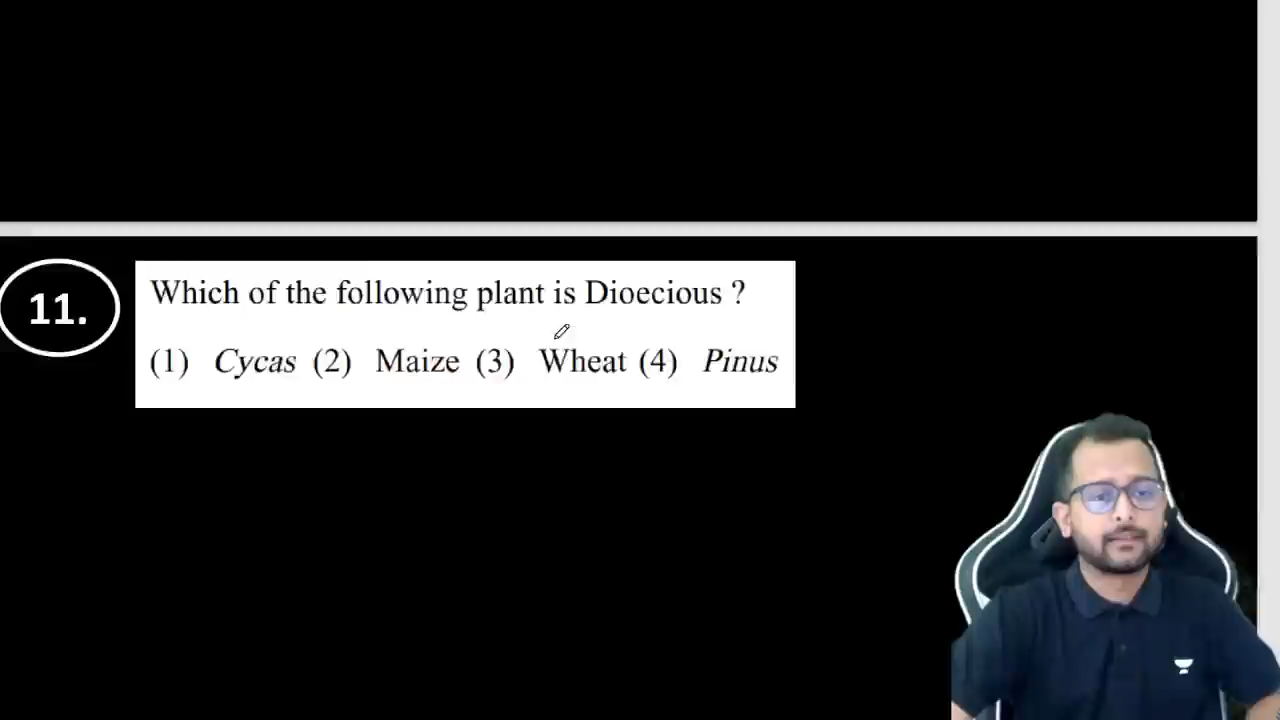 11.
Which of the following plant is Dioecious ?
(1) Cycas (2) Maize (3) Wheat (4) Pinus